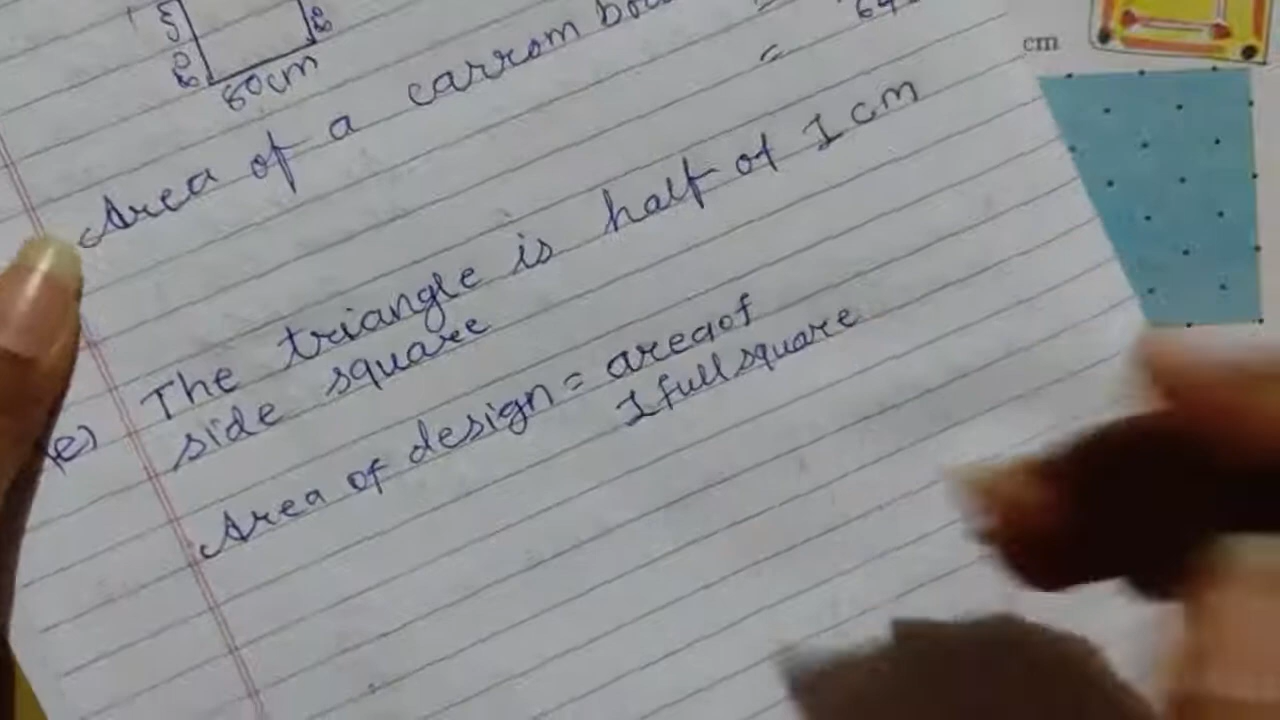 80cm
Area of a carrom
=
cm
(e) The triangle is half of 1 cm
side square
Area of design = area of
1 full square